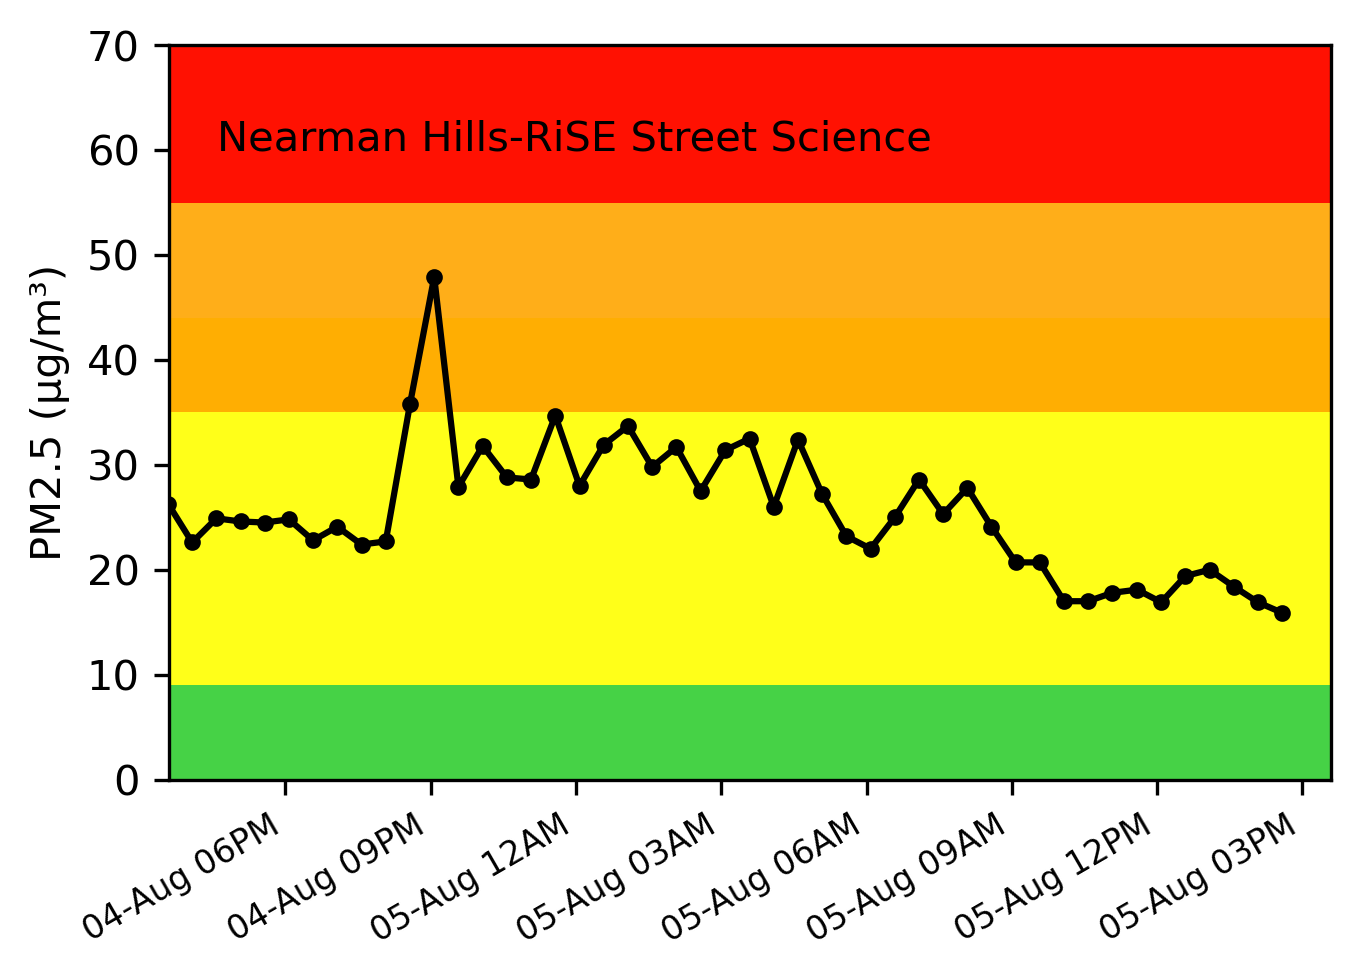 70
Nearman Hills-RiSE Street Science
60
50
40
30
20
10
0
PM2.5 (µg/m³)
04-Aug 06PM
04-Aug 09PM
05-Aug 12AM
05-Aug 03AM
05-Aug 06AM
05-Aug 09AM
05-Aug 12PM
05-Aug 03PM